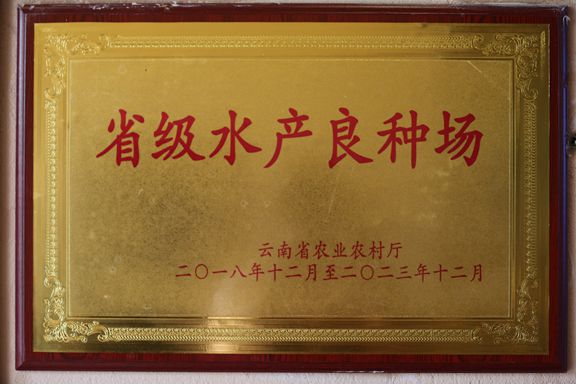 省级水产良种场
云南省农业农村厅
二〇一八年十二月至二〇二三年十二月